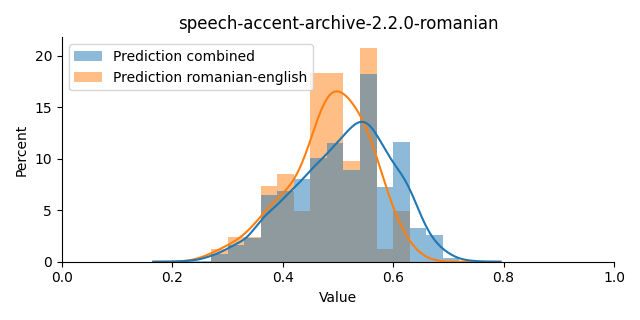 speech-accent-archive-2.2.0-romanian
Prediction combined
Prediction romanian-english
Percent
20
15
10
5
0
0.0 0.2 0.4 0.6 0.8 1.0
Value